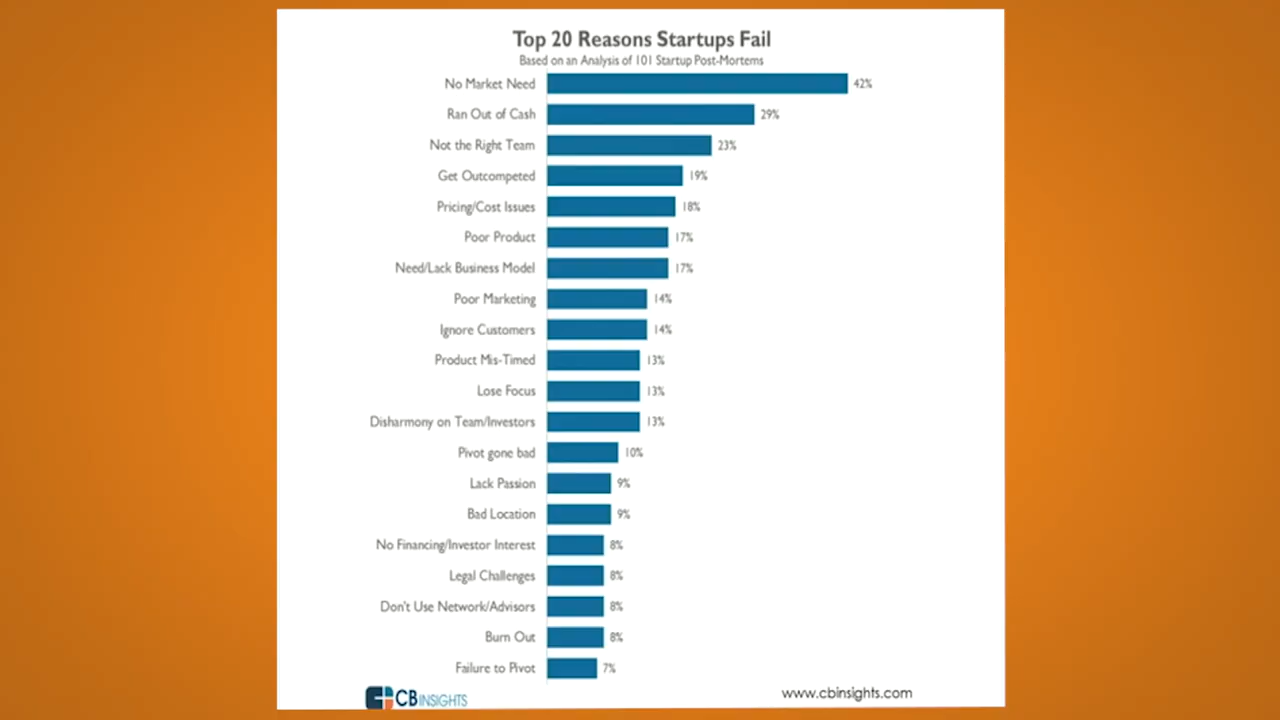 Top 20 Reasons Startups Fail
Based on an Analysis of 101 Startup Post-Mortems
No Market Need 42%
Ran Out of Cash 29%
Not the Right Team 23%
Get Outcompeted 19%
Pricing/Cost Issues 18%
Poor Product 17%
Need/Lack Business Model 17%
Poor Marketing 14%
Ignore Customers 14%
Product Mis-Timed 13%
Lose Focus 13%
Disharmony on Team/Investors 13%
Pivot gone bad 10%
Lack Passion 9%
Bad Location 9%
No Financing/Investor Interest 8%
Legal Challenges 8%
Don't Use Network/Advisors 8%
Burn Out 8%
Failure to Pivot 7%
CBINSIGHTS www.cbinsights.com